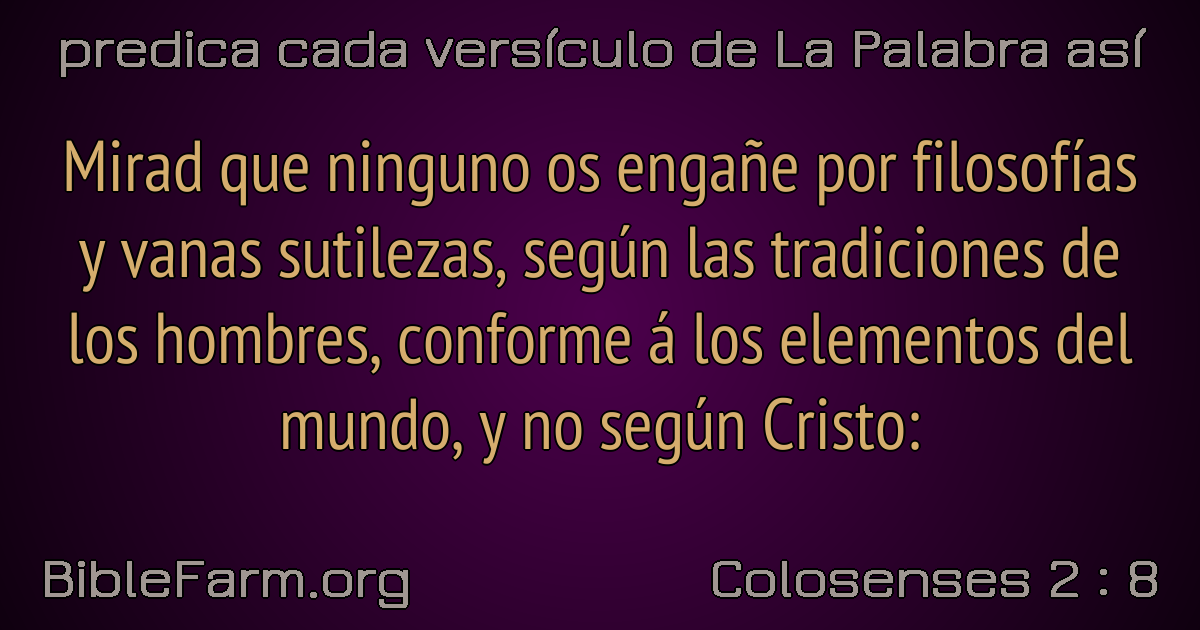 predica cada versículo de La Palabra así
Mirad que ninguno os engañe por filosofías
y vanas sutilezas, según las tradiciones de
los hombres, conforme á los elementos del
mundo, y no según Cristo:
BibleFarm.org
Colosenses 2 : 8